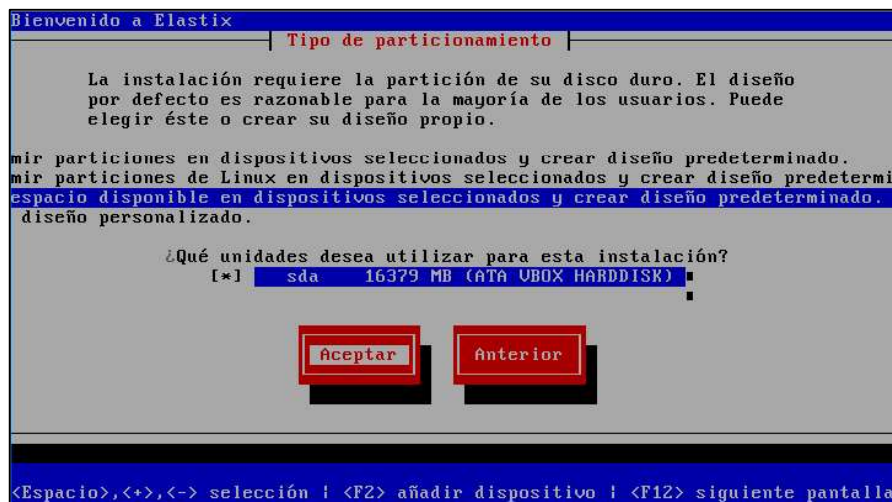 Bienvenido a Elastix
Tipo de particionamiento
La instalación requiere la partición de su disco duro. El diseño
por defecto es razonable para la mayoría de los usuarios. Puede
elegir éste o crear su diseño propio.
mir particiones en dispositivos seleccionados y crear diseño predeterminado.
mir particiones de Linux en dispositivos seleccionados y crear diseño predetermi
espacio disponible en dispositivos seleccionados y crear diseño predeterminado.
diseño personalizado.
¿Qué unidades desea utilizar para esta instalación?
[*] sda 16379 MB (ATA VBOX HARDDISK)
Aceptar Anterior
<Espacio>,<+>,<-> selección | <F2> añadir dispositivo | <F12> siguiente pantalla